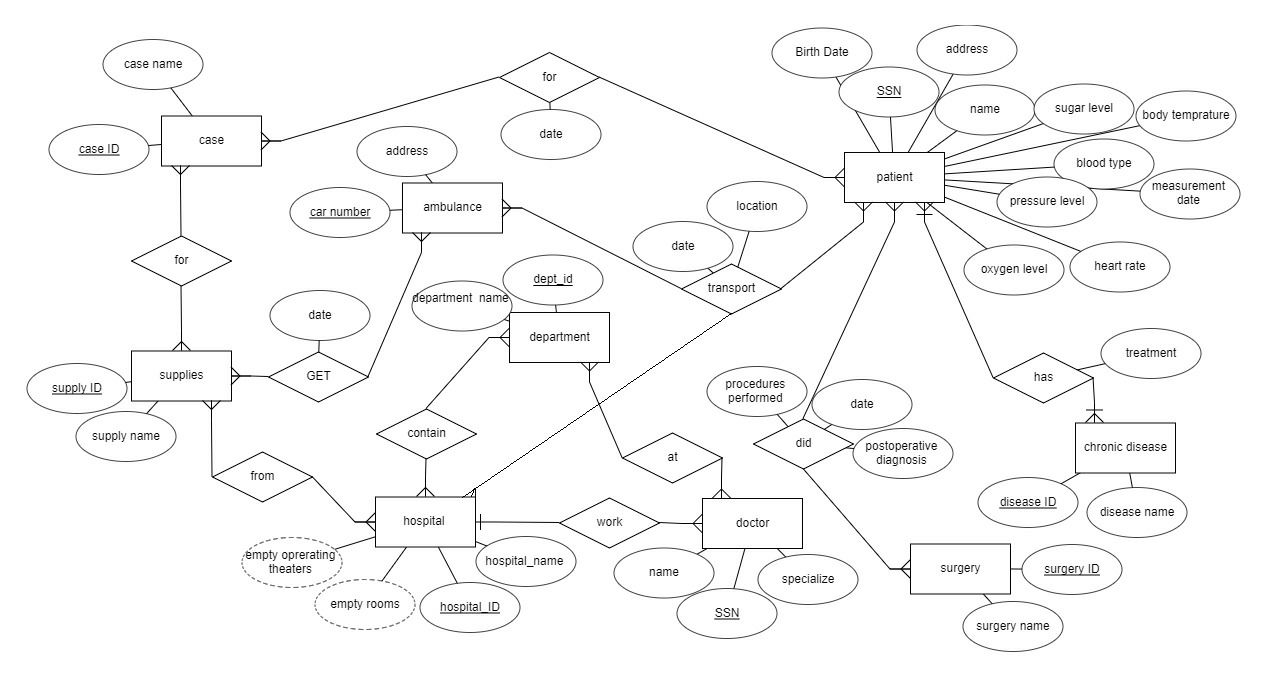 Birth Date
address
case name
for
SSN
name
sugar level
body temprature
date
case
case ID
address
blood type
patient
measurement
date
pressure level
ambulance
car number
location
date
for
oxygen level
heart rate
dept_id
transport
department name
date
department
treatment
supplies
GET
has
supply ID
procedures
performed
date
supply name
contain
did
postoperative
diagnosis
chronic disease
at
from
disease ID
disease name
hospital
work
doctor
empty oprerating
theaters
hospital_name
name
specialize
surgery
surgery ID
empty rooms
hospital_ID
SSN
surgery name